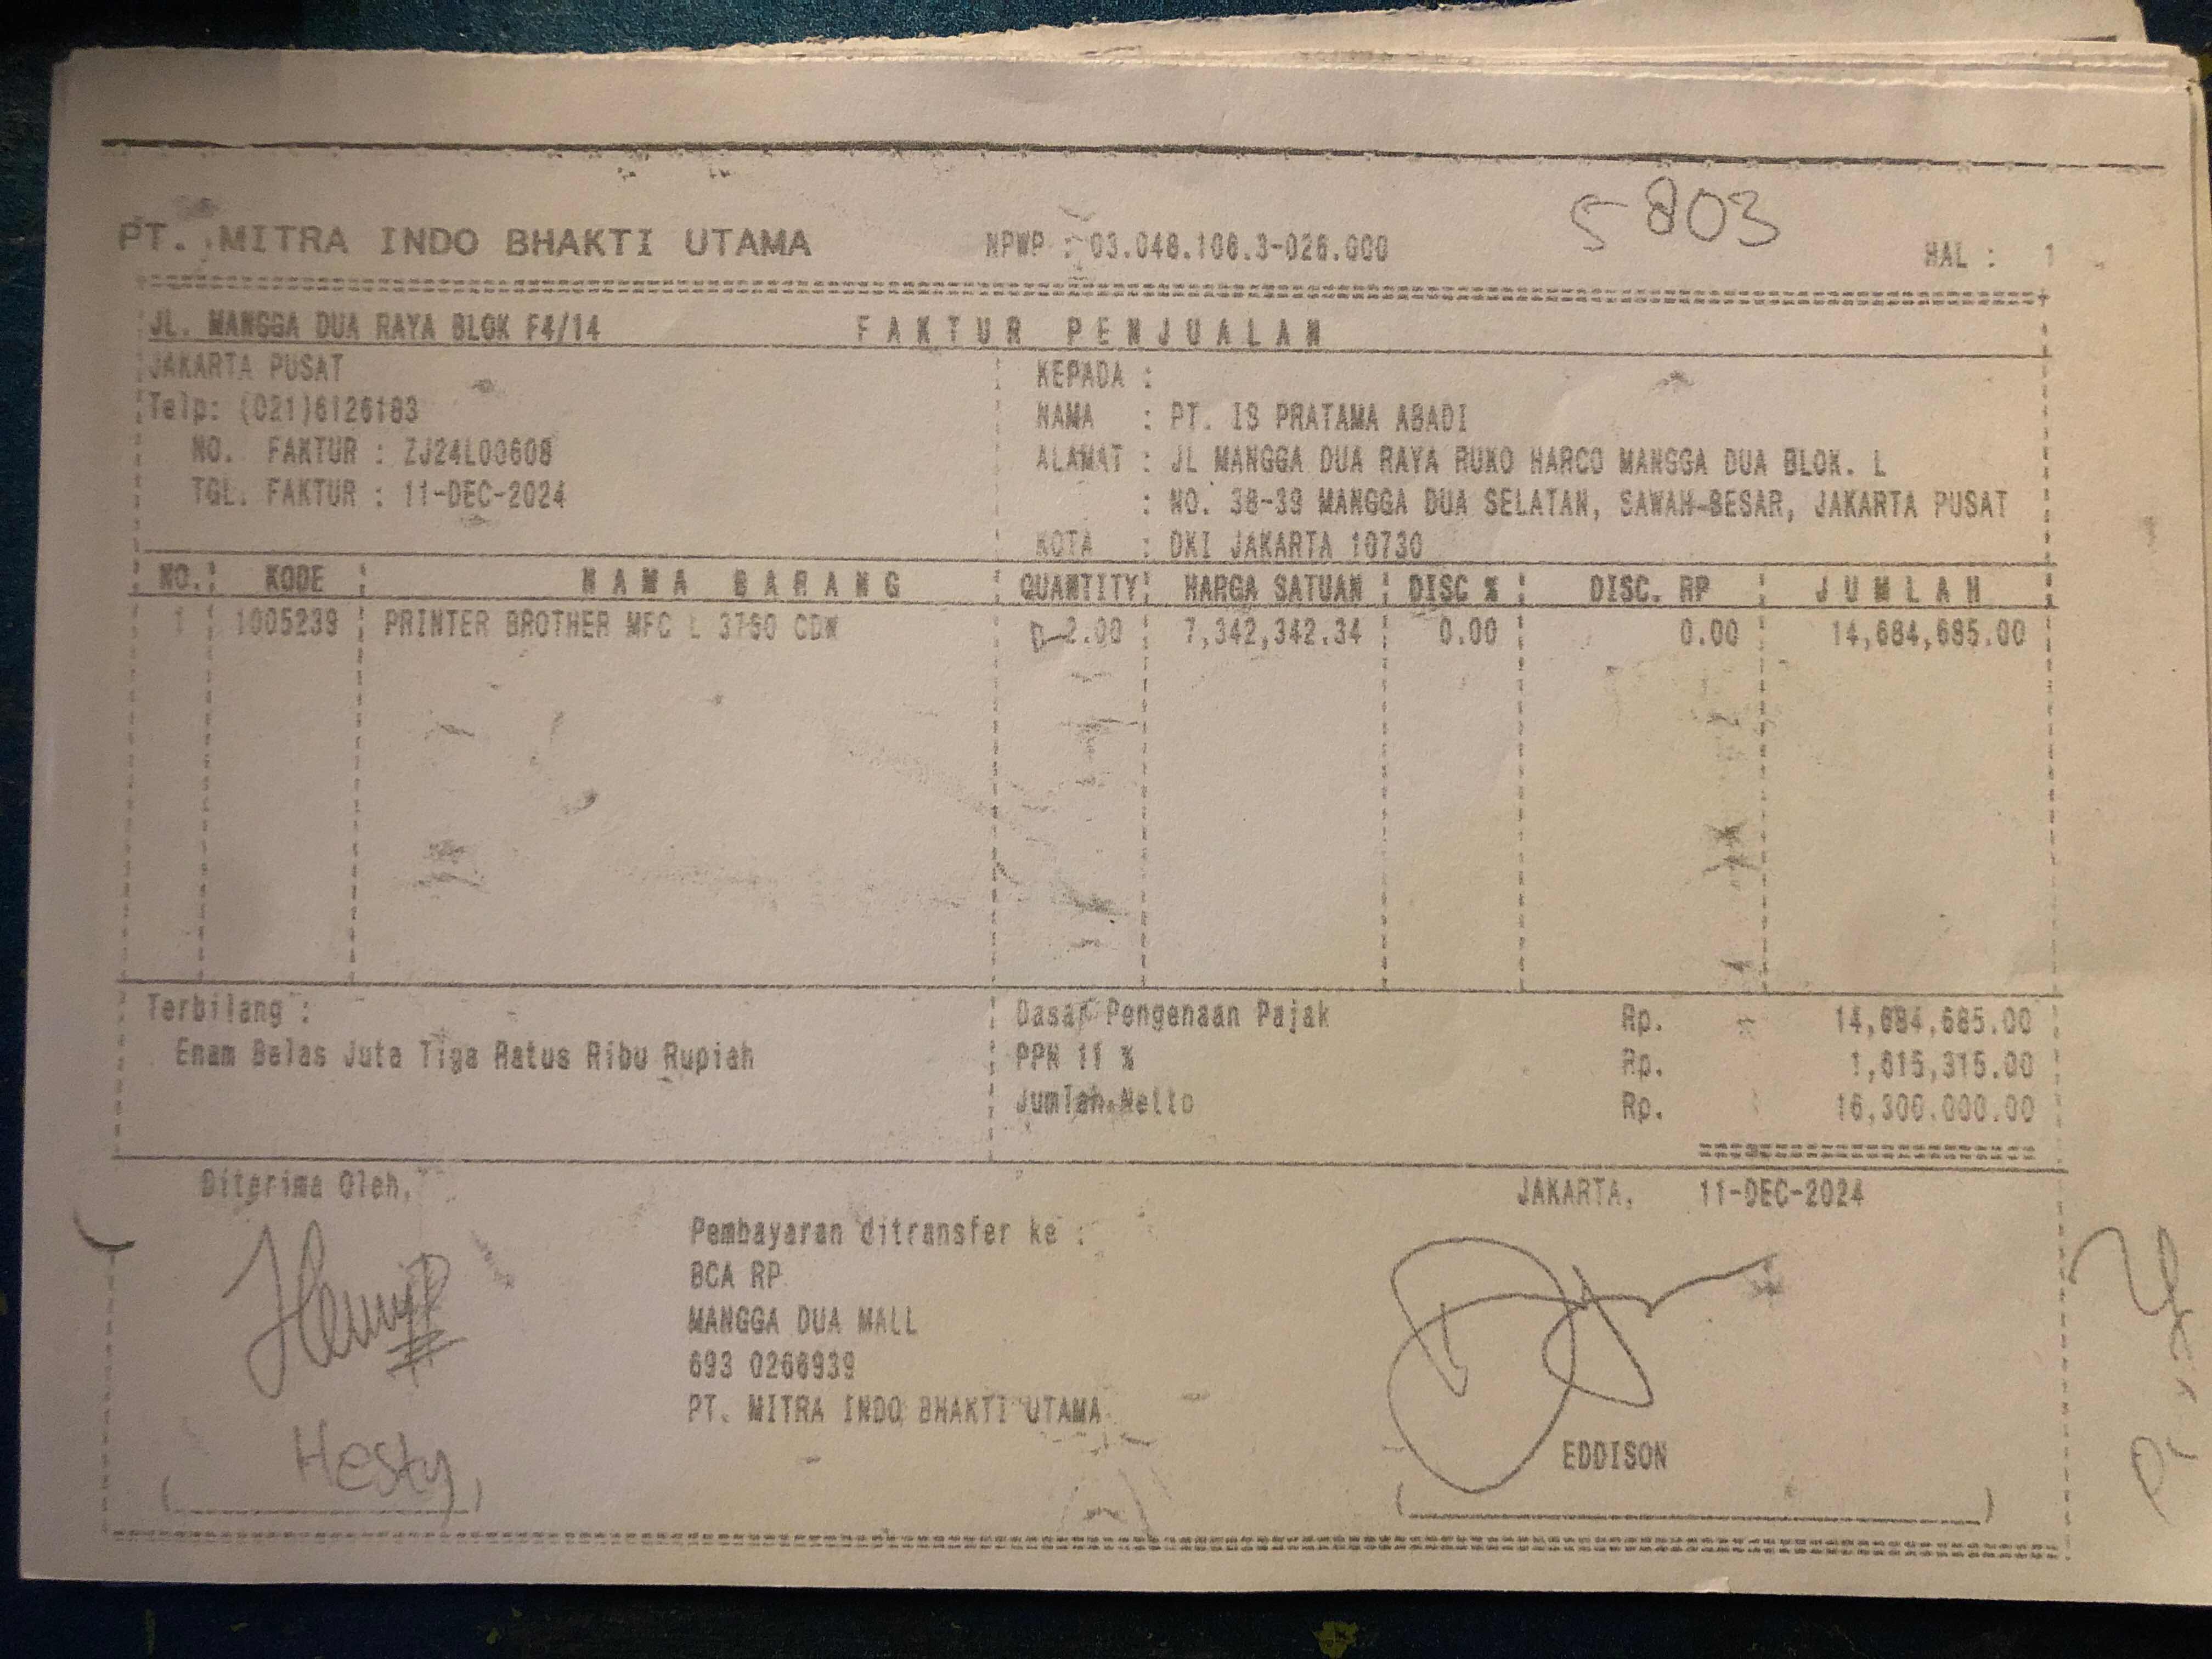 5803
PT. MITRA INDO BHAKTI UTAMA NPWP : 03.048.106.3-026.000 HAL : 1
JL. MANGGA DUA RAYA BLOK F4/14 FAKTUR PENJUALAN
JAKARTA PUSAT KEPADA :
Telp: (021)6126183 NAMA : PT. IS PRATAMA ABADI
NO. FAKTUR : ZJ24L00608 ALAMAT : JL MANGGA DUA RAYA RUKO HARCO MANGGA DUA BLOK. L
TGL. FAKTUR : 11-DEC-2024 : NO. 38-39 MANGGA DUA SELATAN, SAWAH-BESAR, JAKARTA PUSAT
KOTA : DKI JAKARTA 10730
NO. KODE NAMA BARANG QUANTITY HARGA SATUAN DISC % DISC. RP JUMLAH
1 1005239 PRINTER BROTHER MFC L 3760 CDW 2.00 7,342,342.34 0.00 0.00 14,684,685.00
Terbilang : Dasar Pengenaan Pajak Rp. 14,684,685.00
Enam Belas Juta Tiga Ratus Ribu Rupiah PPN 11 % Rp. 1,615,315.00
Jumlah Netto Rp. 16,300,000.00
Diterima Oleh, JAKARTA, 11-DEC-2024
Pembayaran ditransfer ke :
BCA RP
MANGGA DUA MALL
693 0266939
PT. MITRA INDO BHAKTI UTAMA
Hesty EDDISON